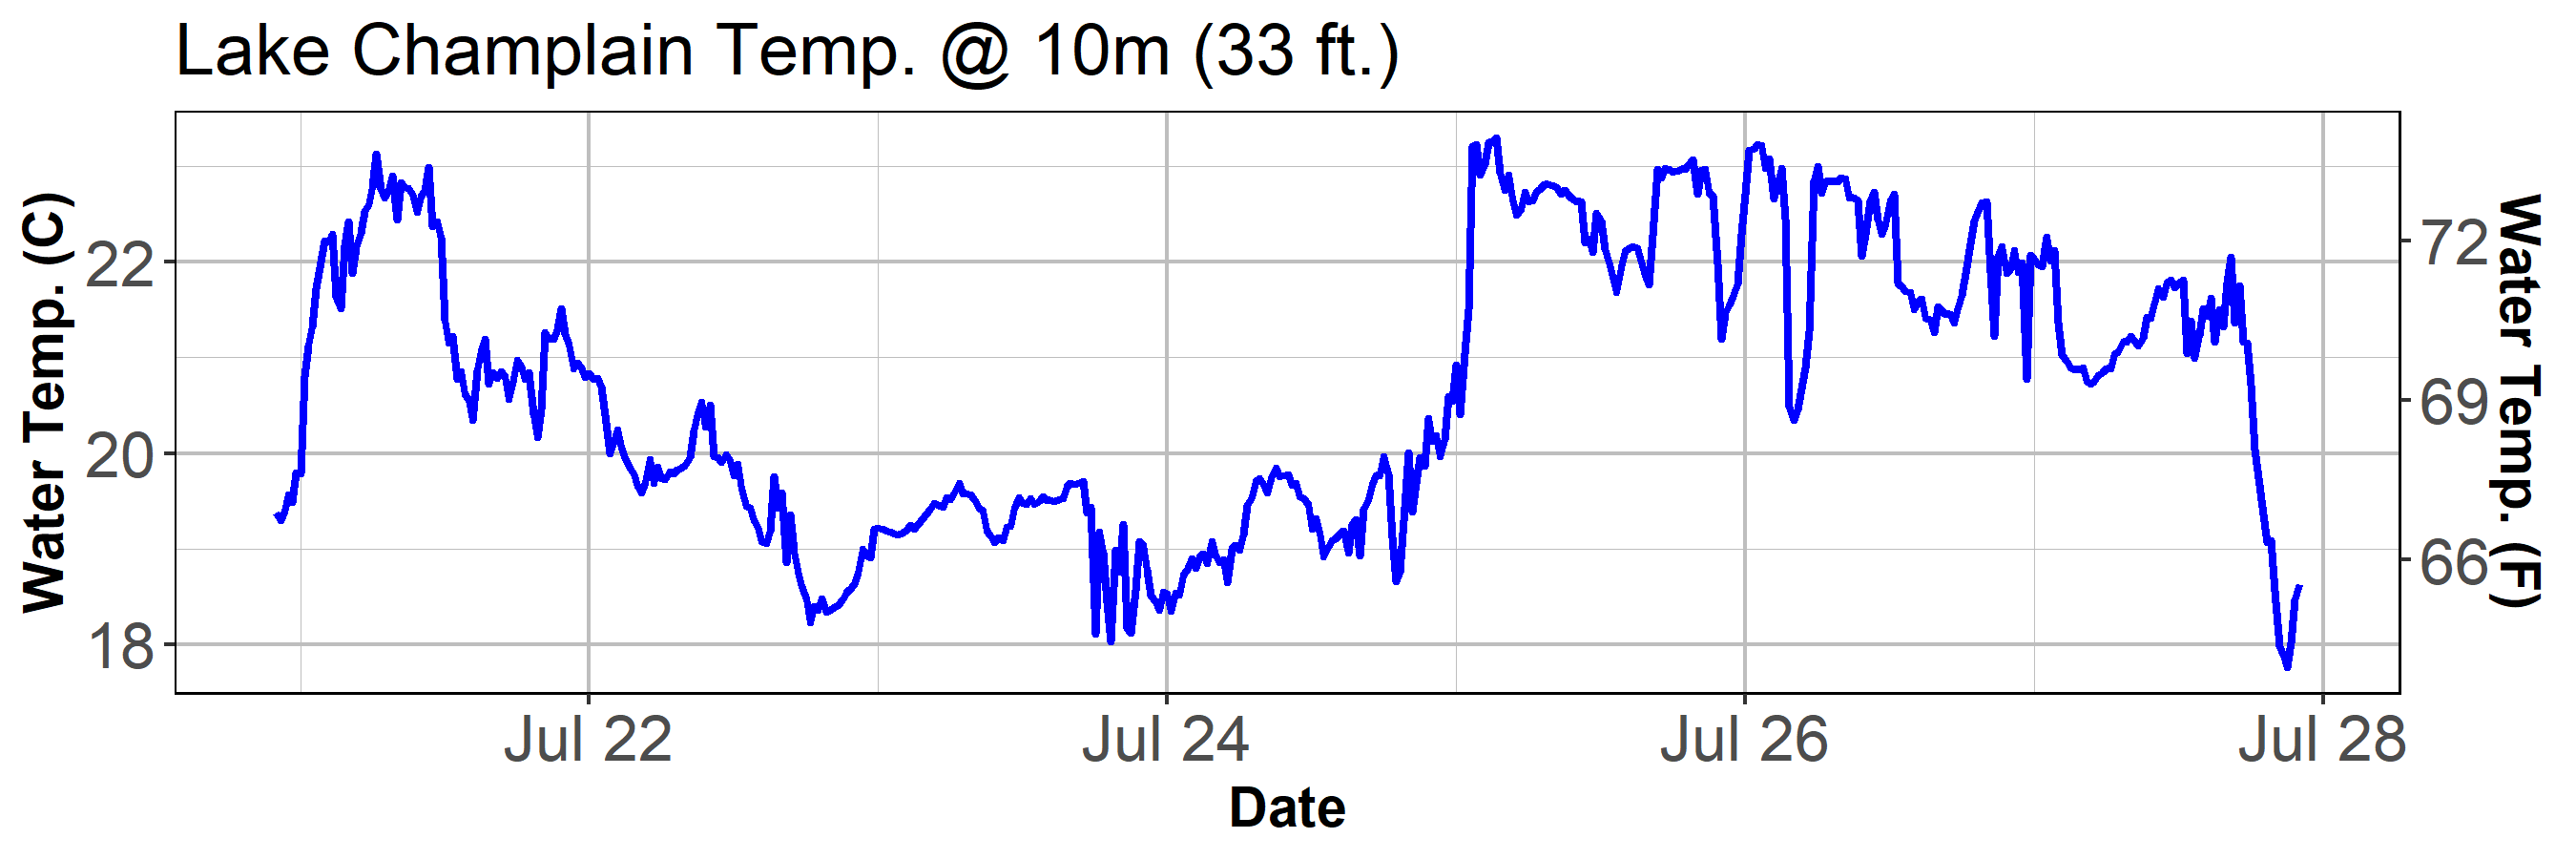 Lake Champlain Temp. @ 10m (33 ft.)
Water Temp. (C)
22
20
18
72
69
66
Water Temp. (F)
Jul 22
Jul 24
Jul 26
Jul 28
Date